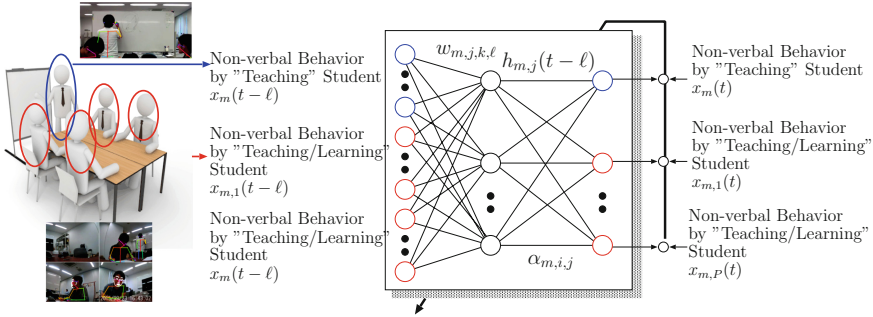 Non-verbal Behavior
by "Teaching" Student
x_m(t − ℓ)
Non-verbal Behavior
by "Teaching/Learning"
Student
x_{m,1}(t − ℓ)
Non-verbal Behavior
by "Teaching/Learning"
Student
x_m(t − ℓ)
w_{m,j,k,ℓ}
h_{m,j}(t − ℓ)
α_{m,i,j}
Non-verbal Behavior
by "Teaching" Student
x_m(t)
Non-verbal Behavior
by "Teaching/Learning"
Student
x_{m,1}(t)
Non-verbal Behavior
by "Teaching/Learning"
Student
x_{m,P}(t)